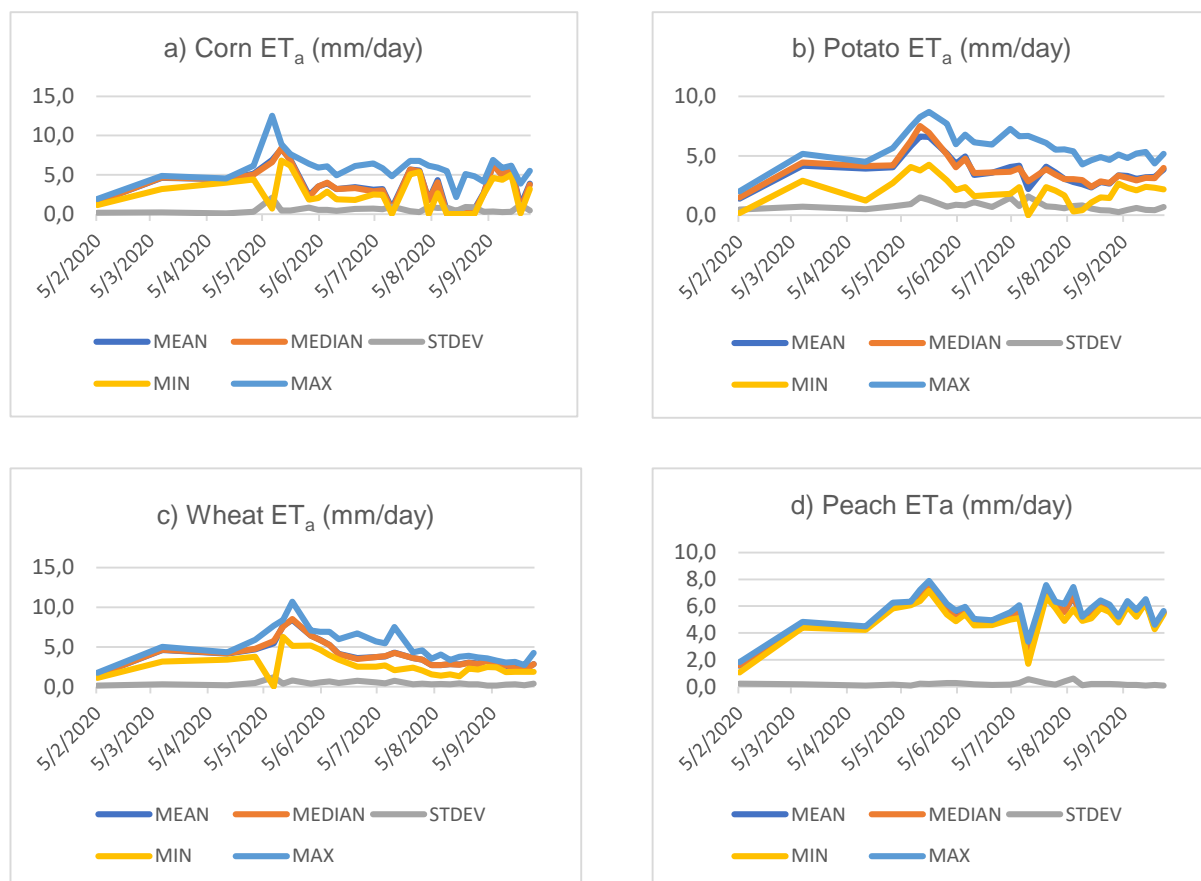 a) Corn ETa (mm/day)
15,0
10,0
5,0
0,0
5/2/2020 5/3/2020 5/4/2020 5/5/2020 5/6/2020 5/7/2020 5/8/2020 5/9/2020
MEAN MEDIAN STDEV
MIN MAX
b) Potato ETa (mm/day)
10,0
5,0
0,0
5/2/2020 5/3/2020 5/4/2020 5/5/2020 5/6/2020 5/7/2020 5/8/2020 5/9/2020
MEAN MEDIAN STDEV
MIN MAX
c) Wheat ETa (mm/day)
15,0
10,0
5,0
0,0
5/2/2020 5/3/2020 5/4/2020 5/5/2020 5/6/2020 5/7/2020 5/8/2020 5/9/2020
MEAN MEDIAN STDEV
MIN MAX
d) Peach ETa (mm/day)
10,0
8,0
6,0
4,0
2,0
0,0
5/2/2020 5/3/2020 5/4/2020 5/5/2020 5/6/2020 5/7/2020 5/8/2020 5/9/2020
MEAN MEDIAN STDEV
MIN MAX